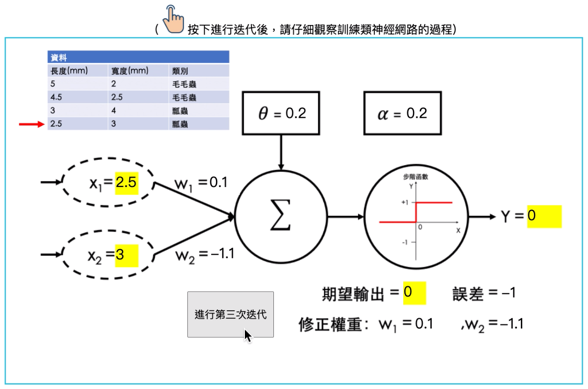 ( 按下進行迭代後，請仔細觀察訓練類神經網路的過程)
資料
長度(mm) 寬度(mm) 類別
5 2 毛毛蟲
4.5 2.5 毛毛蟲
3 4 瓢蟲
2.5 3 瓢蟲
θ = 0.2
α = 0.2
步階函數
Y
+1
0
X
-1
x₁= 2.5
w₁ =0.1
∑
Y = 0
x₂= 3
w₂ =-1.1
期望輸出 = 0 誤差 = -1
進行第三次迭代
修正權重: w₁ = 0.1 ,w₂ = -1.1